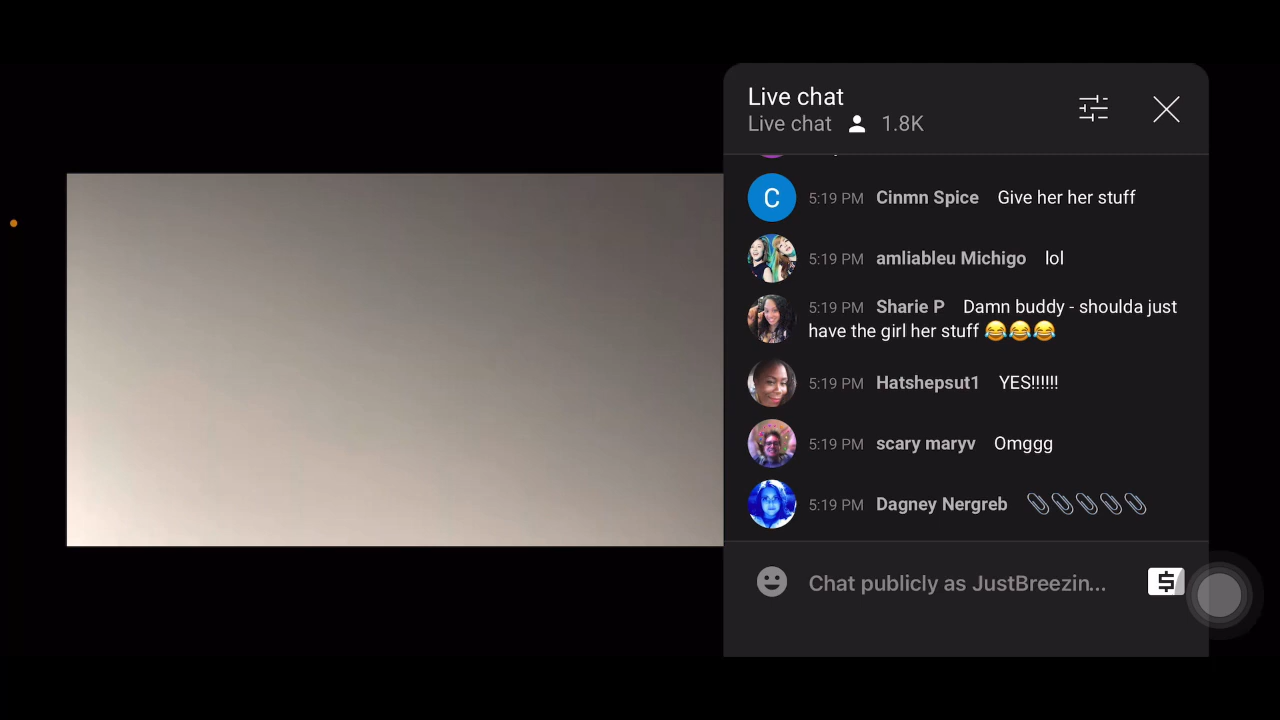 Live chat
Live chat 1.8K
5:19 PM Cinmn Spice Give her her stuff
C
5:19 PM amliableu Michigo lol
5:19 PM Sharie P Damn buddy - shoulda just
have the girl her stuff 😂😂😂
5:19 PM Hatshepsut1 YES!!!!!!
5:19 PM scary maryv Omggg
5:19 PM Dagney Nergreb 📎📎📎📎📎
Chat publicly as JustBreezin...
$